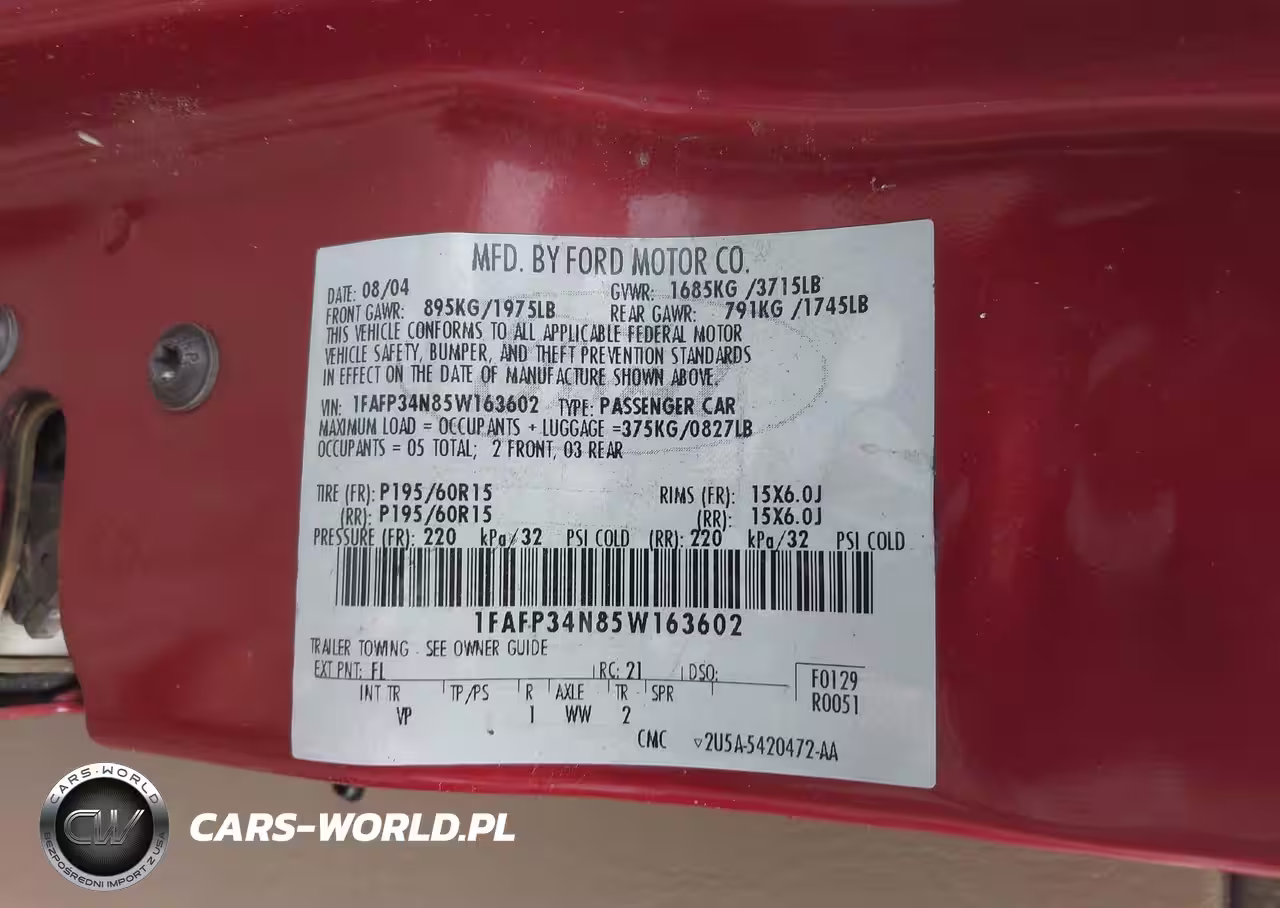 MFD. BY FORD MOTOR CO.
DATE: 08/04 GVWR: 1685KG /3715LB
FRONT GAWR: 895KG/1975LB REAR GAWR: 791KG /1745LB
THIS VEHICLE CONFORMS TO ALL APPLICABLE FEDERAL MOTOR
VEHICLE SAFETY, BUMPER, AND THEFT PREVENTION STANDARDS
IN EFFECT ON THE DATE OF MANUFACTURE SHOWN ABOVE.
VIN: 1FAFP34N85W163602 TYPE: PASSENGER CAR
MAXIMUM LOAD = OCCUPANTS + LUGGAGE =375KG/0827LB
OCCUPANTS = 05 TOTAL; 2 FRONT, 03 REAR
TIRE (FR): P195/60R15 RIMS (FR): 15X6.0J
(RR): P195/60R15 (RR): 15X6.0J
PRESSURE (FR): 220 kPa/32 PSI COLD (RR): 220 kPa/32 PSI COLD
1FAFP34N85W163602
TRAILER TOWING - SEE OWNER GUIDE
EXT PNT: FL RC: 21 DSO: F0129
INT TR TP/PS R AXLE TR SPR R0051
VP 1 WW 2
CMC ▽2U5A-5420472-AA
CARS-WORLD
CW
BEZPOŚREDNI IMPORT Z USA
CARS-WORLD.PL